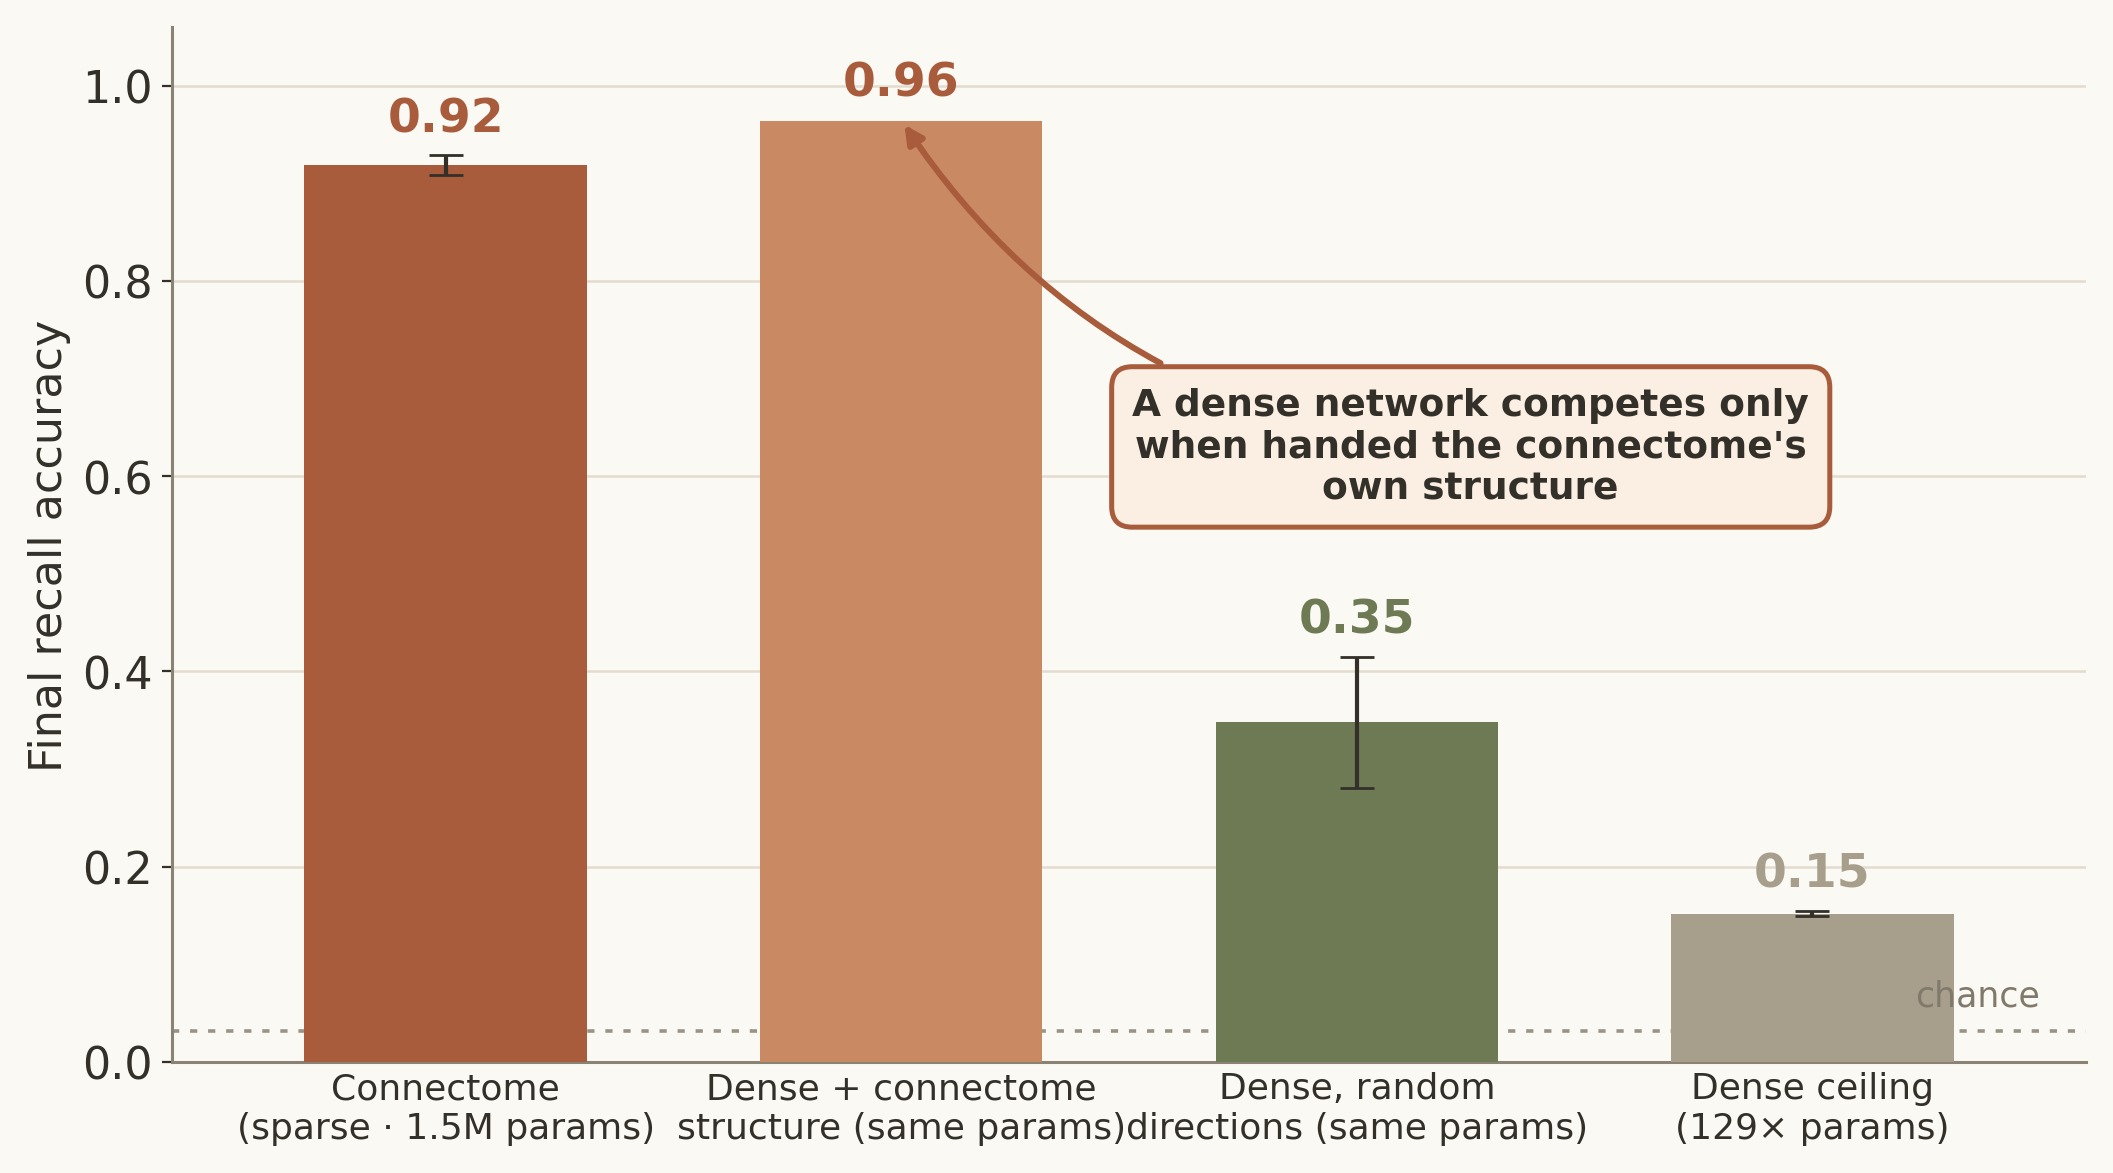 Final recall accuracy
1.0
0.8
0.6
0.4
0.2
0.0
0.92
0.96
0.35
0.15
A dense network competes only
when handed the connectome's
own structure
chance
Connectome
(sparse · 1.5M params)
Dense + connectome
structure (same params)
Dense, random
directions (same params)
Dense ceiling
(129× params)